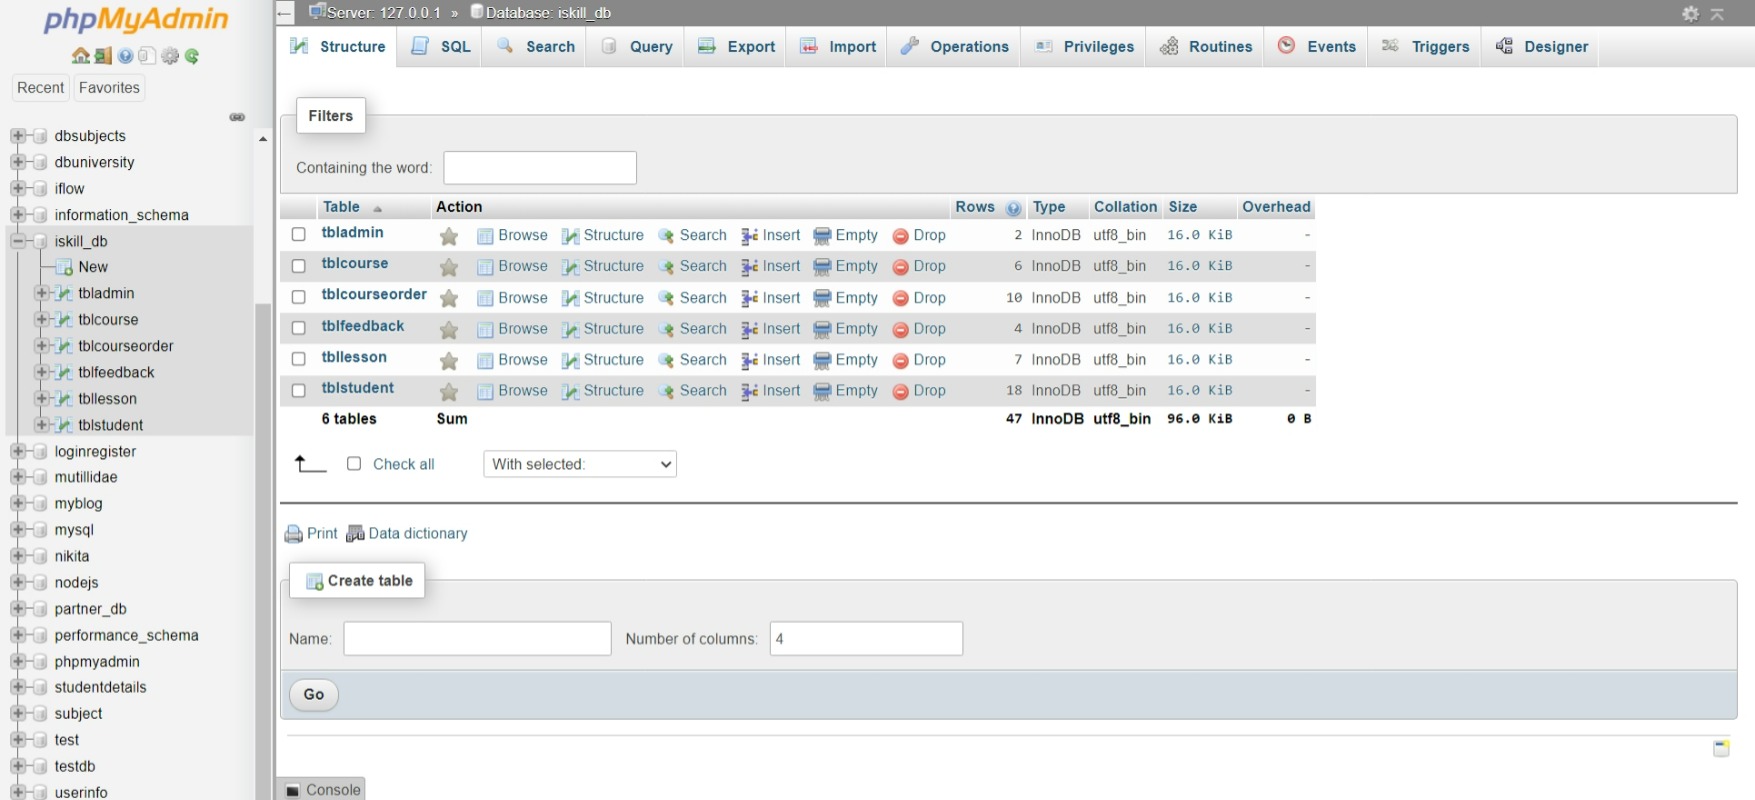 phpMyAdmin
Recent Favorites
dbsubjects
dbuniversity
iflow
information_schema
iskill_db
New
tbladmin
tblcourse
tblcourseorder
tblfeedback
tbllesson
tblstudent
loginregister
mutillidae
myblog
mysql
nikita
nodejs
partner_db
performance_schema
phpmyadmin
studentdetails
subject
test
testdb
userinfo
Server: 127.0.0.1 » Database: iskill_db
Structure SQL Search Query Export Import Operations Privileges Routines Events Triggers Designer
Filters
Containing the word:
Table Action Rows Type Collation Size Overhead
tbladmin Browse Structure Search Insert Empty Drop 2 InnoDB utf8_bin 16.0 KiB -
tblcourse Browse Structure Search Insert Empty Drop 6 InnoDB utf8_bin 16.0 KiB -
tblcourseorder Browse Structure Search Insert Empty Drop 10 InnoDB utf8_bin 16.0 KiB -
tblfeedback Browse Structure Search Insert Empty Drop 4 InnoDB utf8_bin 16.0 KiB -
tbllesson Browse Structure Search Insert Empty Drop 7 InnoDB utf8_bin 16.0 KiB -
tblstudent Browse Structure Search Insert Empty Drop 18 InnoDB utf8_bin 16.0 KiB -
6 tables Sum 47 InnoDB utf8_bin 96.0 KiB 0 B
Check all With selected:
Print Data dictionary
Create table
Name: Number of columns: 4
Go
Console